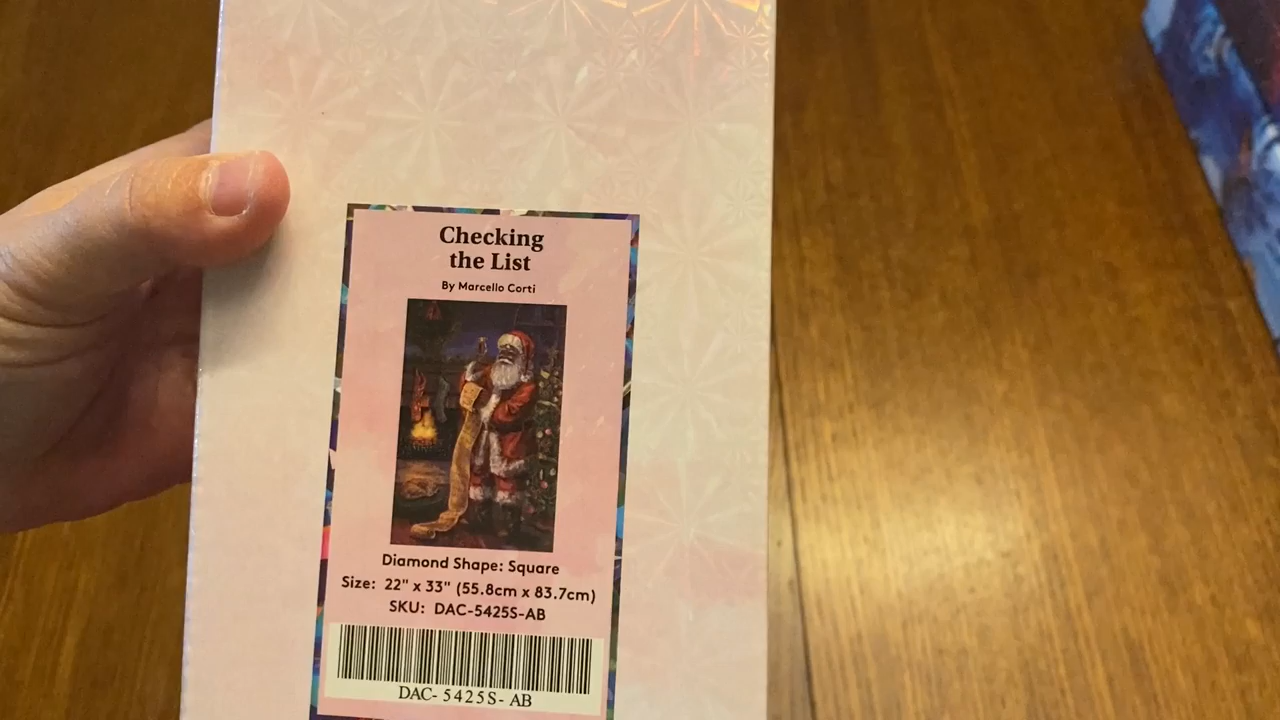 Checking
the List
By Marcello Corti
Diamond Shape: Square
Size: 22" x 33" (55.8cm x 83.7cm)
SKU: DAC-5425S-AB
DAC- 5425S- AB